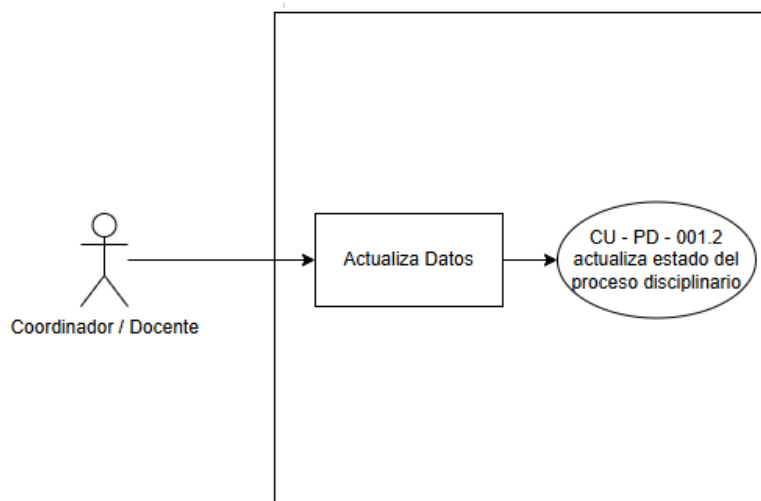 CU - PD - 001.2
actualiza estado del
proceso disciplinario
Actualiza Datos
Coordinador / Docente